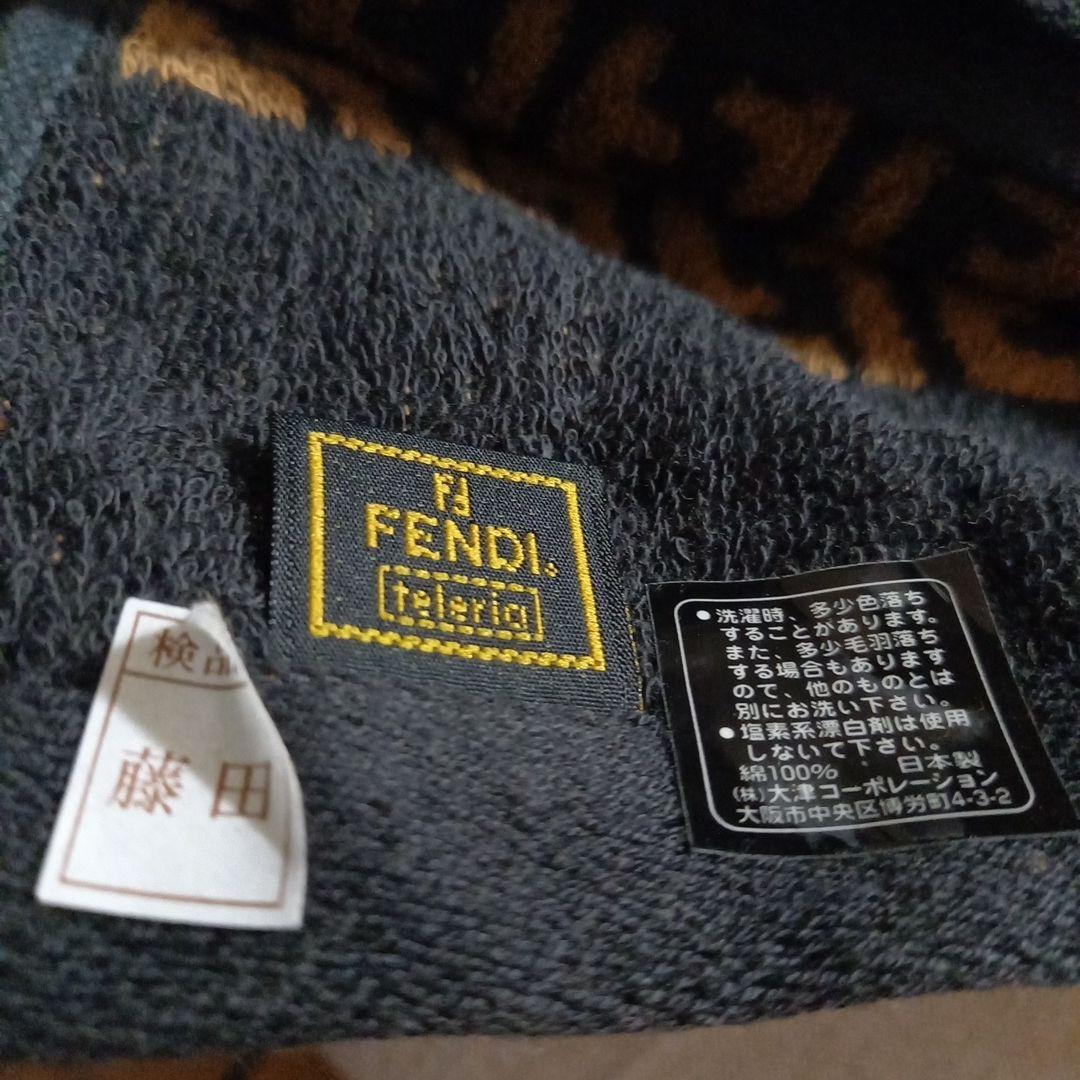 FENDI
teleria
検品
藤田
●洗濯時、多少色落ち
することがあります。
また、多少毛羽落ち
する場合もあります
ので、他のものとは
別にお洗い下さい。
●塩素系漂白剤は使用
しないて下さい。
綿100% 日本製
(株)大津コーポレーション
大阪市中央区博労町4-3-2